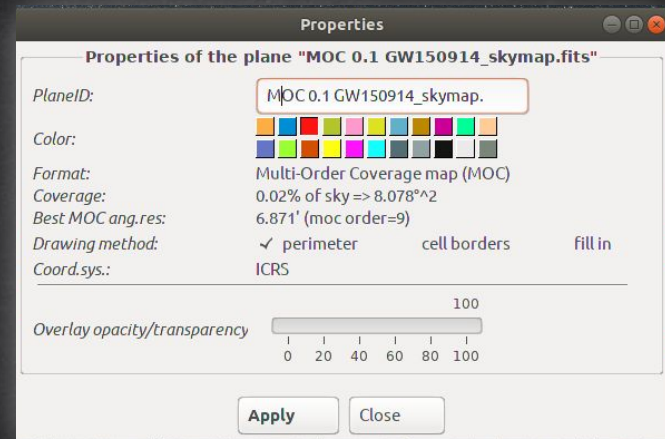 Properties
Properties of the plane "MOC 0.1 GW150914_skymap.fits"
PlaneID: MOC 0.1 GW150914_skymap.
Color:
Format: Multi-Order Coverage map (MOC)
Coverage: 0.02% of sky => 8.078°^2
Best MOC ang.res: 6.871' (moc order=9)
Drawing method: ✓ perimeter cell borders fill in
Coord.sys.: ICRS
100
Overlay opacity/transparency
0 20 40 60 80 100
Apply Close